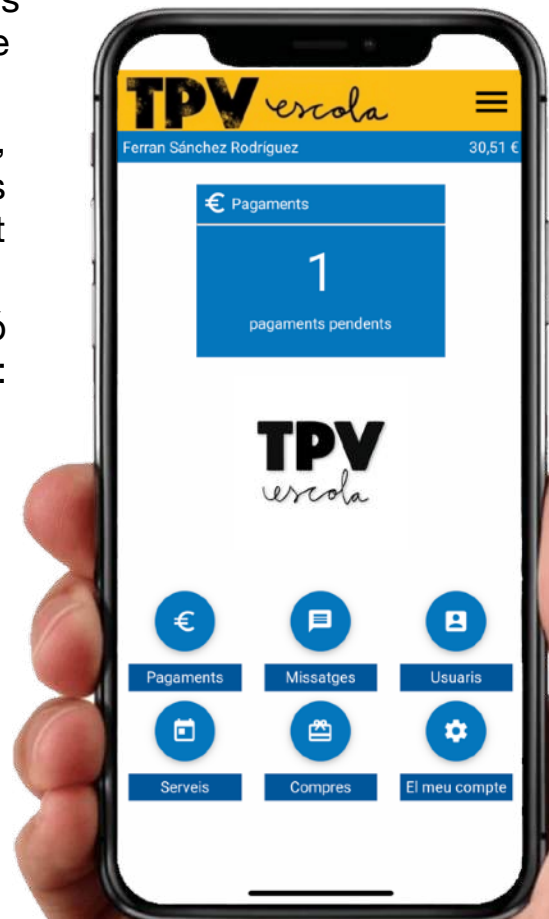 TPV escola
Ferran Sánchez Rodríguez 30,51 €
€ Pagaments
1
pagaments pendents
TPV
escola
€
Pagaments Missatges Usuaris
Serveis Compres El meu compte